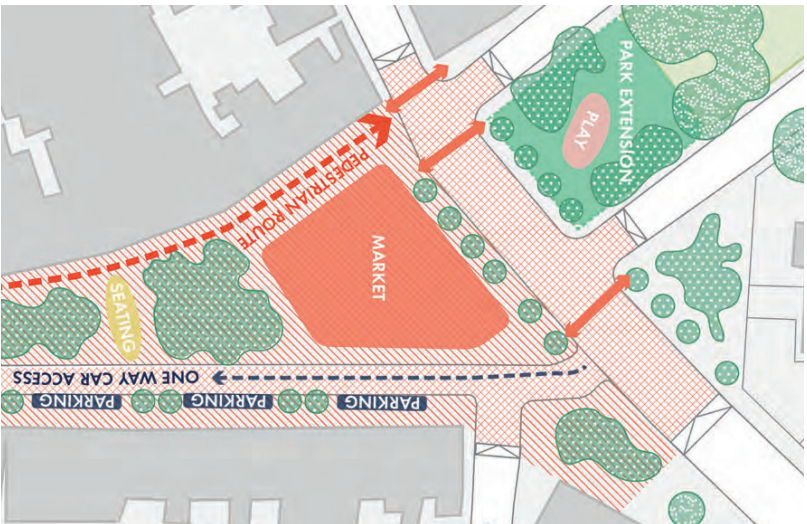 PARK EXTENSION
PLAY
PEDESTRIAN ROUTE
MARKET
SEATING
ONE WAY CAR ACCESS
PARKING
PARKING
PARKING